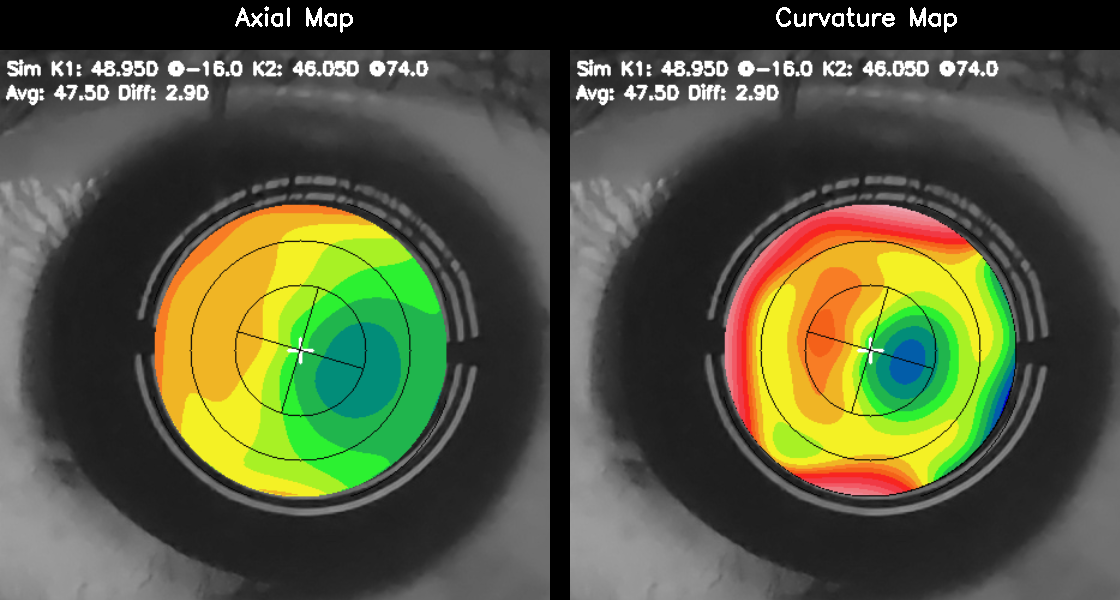 Axial Map
Curvature Map
Sim K1: 48.95D @-16.0 K2: 46.05D @74.0
Avg: 47.5D Diff: 2.9D
Sim K1: 48.95D @-16.0 K2: 46.05D @74.0
Avg: 47.5D Diff: 2.9D